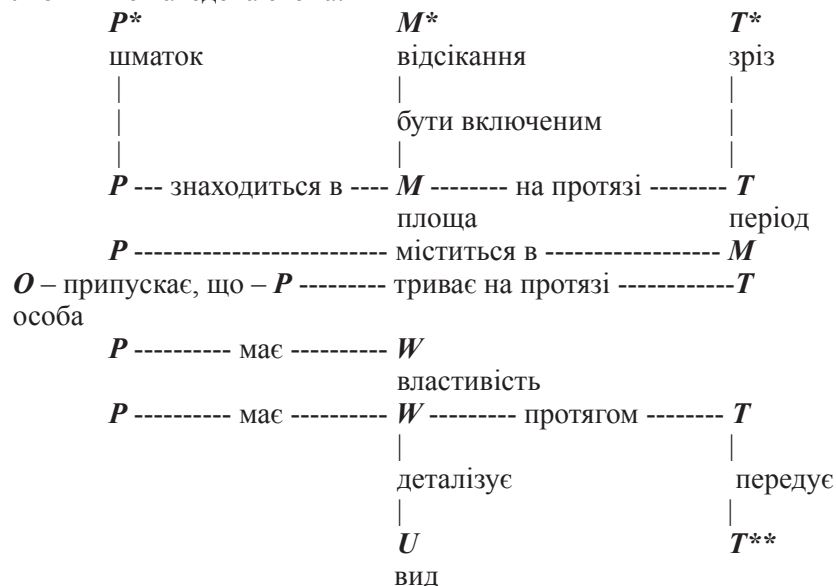 P* M* T*
шматок відсікання зріз
| | |
| бути включеним |
| | |
P --- знаходиться в ---- M -------- на протязі -------- T
площа період
P -------------------------- міститься в ------------------ M
O – припускає, що – P --------- триває на протязі ------------T
особа
P ---------- має ---------- W
властивість
P ---------- має ---------- W --------- протягом -------- T
| |
деталізує передує
| |
U T**
вид